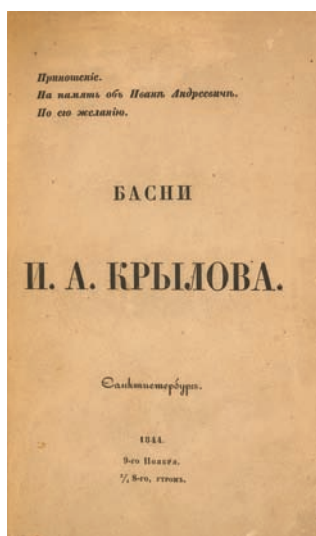 Приношеніе.
На память объ Иванѣ Андреевичѣ.
По его желанію.
БАСНИ
И. А. КРЫЛОВА.
Санктпетербургъ.
1844.
9-го Ноября.
¾ 8-го, утромъ.